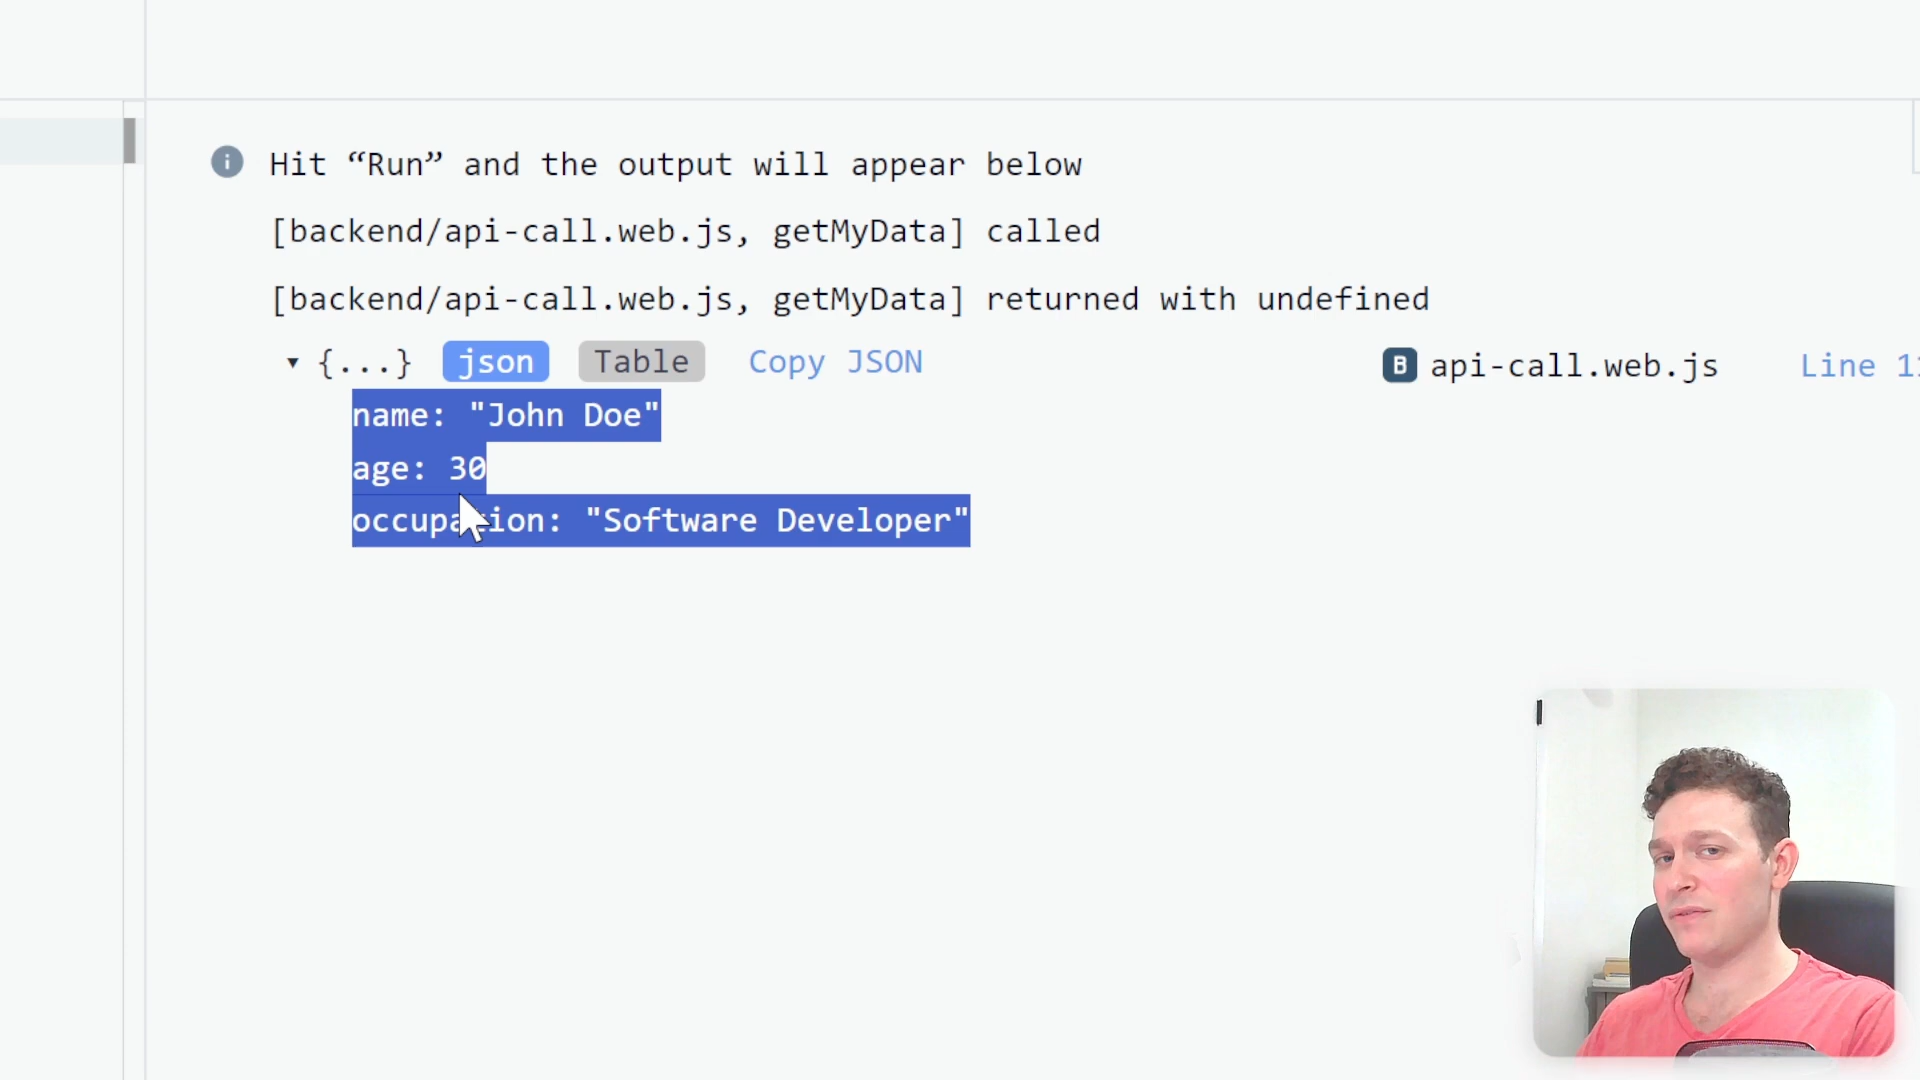 Hit “Run” and the output will appear below
[backend/api-call.web.js, getMyData] called
[backend/api-call.web.js, getMyData] returned with undefined
▾ {...} json Table Copy JSON B api-call.web.js Line
name: "John Doe"
age: 30
occupation: "Software Developer"